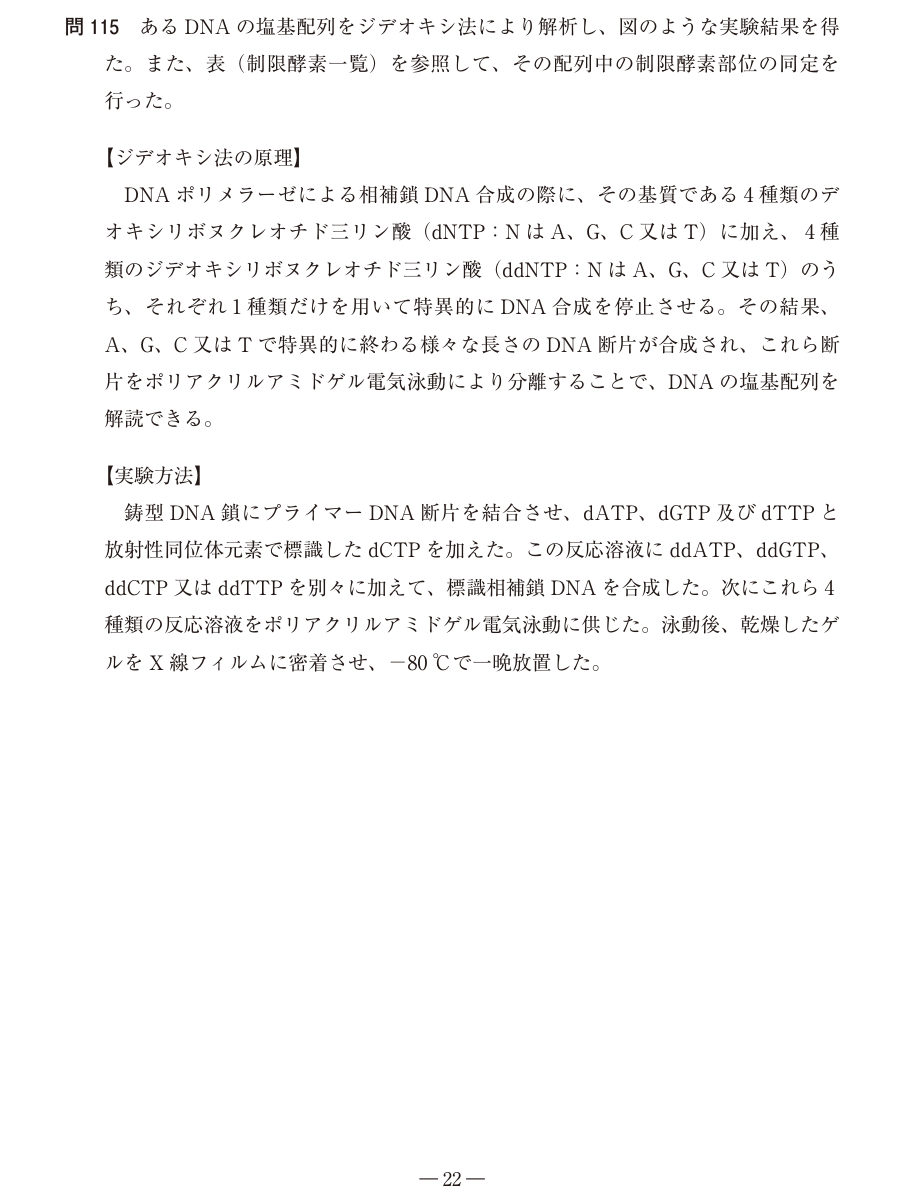 問 115　ある DNA の塩基配列をジデオキシ法により解析し、図のような実験結果を得
た。また、表（制限酵素一覧）を参照して、その配列中の制限酵素部位の同定を
行った。
【ジデオキシ法の原理】
DNA ポリメラーゼによる相補鎖 DNA 合成の際に、その基質である 4 種類のデ
オキシリボヌクレオチド三リン酸（dNTP：N は A、G、C 又は T）に加え、4 種
類のジデオキシリボヌクレオチド三リン酸（ddNTP：N は A、G、C 又は T）のう
ち、それぞれ 1 種類だけを用いて特異的に DNA 合成を停止させる。その結果、
A、G、C 又は T で特異的に終わる様々な長さの DNA 断片が合成され、これら断
片をポリアクリルアミドゲル電気泳動により分離することで、DNA の塩基配列を
解読できる。
【実験方法】
鋳型 DNA 鎖にプライマー DNA 断片を結合させ、dATP、dGTP 及び dTTP と
放射性同位体元素で標識した dCTP を加えた。この反応溶液に ddATP、ddGTP、
ddCTP 又は ddTTP を別々に加えて、標識相補鎖 DNA を合成した。次にこれら 4
種類の反応溶液をポリアクリルアミドゲル電気泳動に供じた。泳動後、乾燥したゲ
ルを X 線フィルムに密着させ、－80 ℃で一晩放置した。
― 22 ―